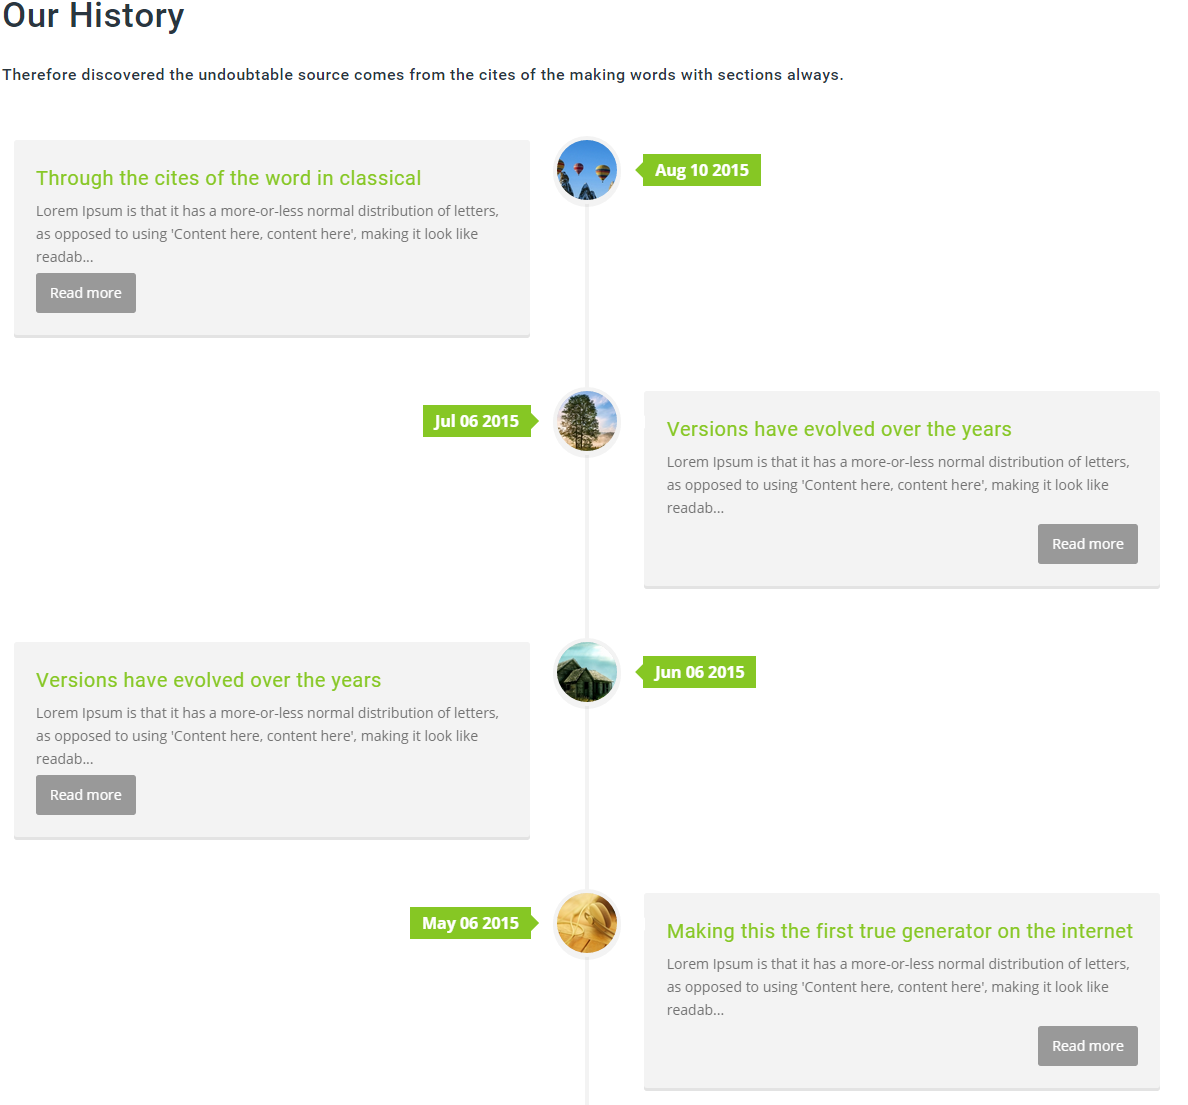 Our History
Therefore discovered the undoubtable source comes from the cites of the making words with sections always.
Through the cites of the word in classical
Lorem Ipsum is that it has a more-or-less normal distribution of letters,
as opposed to using 'Content here, content here', making it look like
readab...
Read more
Aug 10 2015
Jul 06 2015
Versions have evolved over the years
Lorem Ipsum is that it has a more-or-less normal distribution of letters,
as opposed to using 'Content here, content here', making it look like
readab...
Read more
Versions have evolved over the years
Lorem Ipsum is that it has a more-or-less normal distribution of letters,
as opposed to using 'Content here, content here', making it look like
readab...
Read more
Jun 06 2015
May 06 2015
Making this the first true generator on the internet
Lorem Ipsum is that it has a more-or-less normal distribution of letters,
as opposed to using 'Content here, content here', making it look like
readab...
Read more